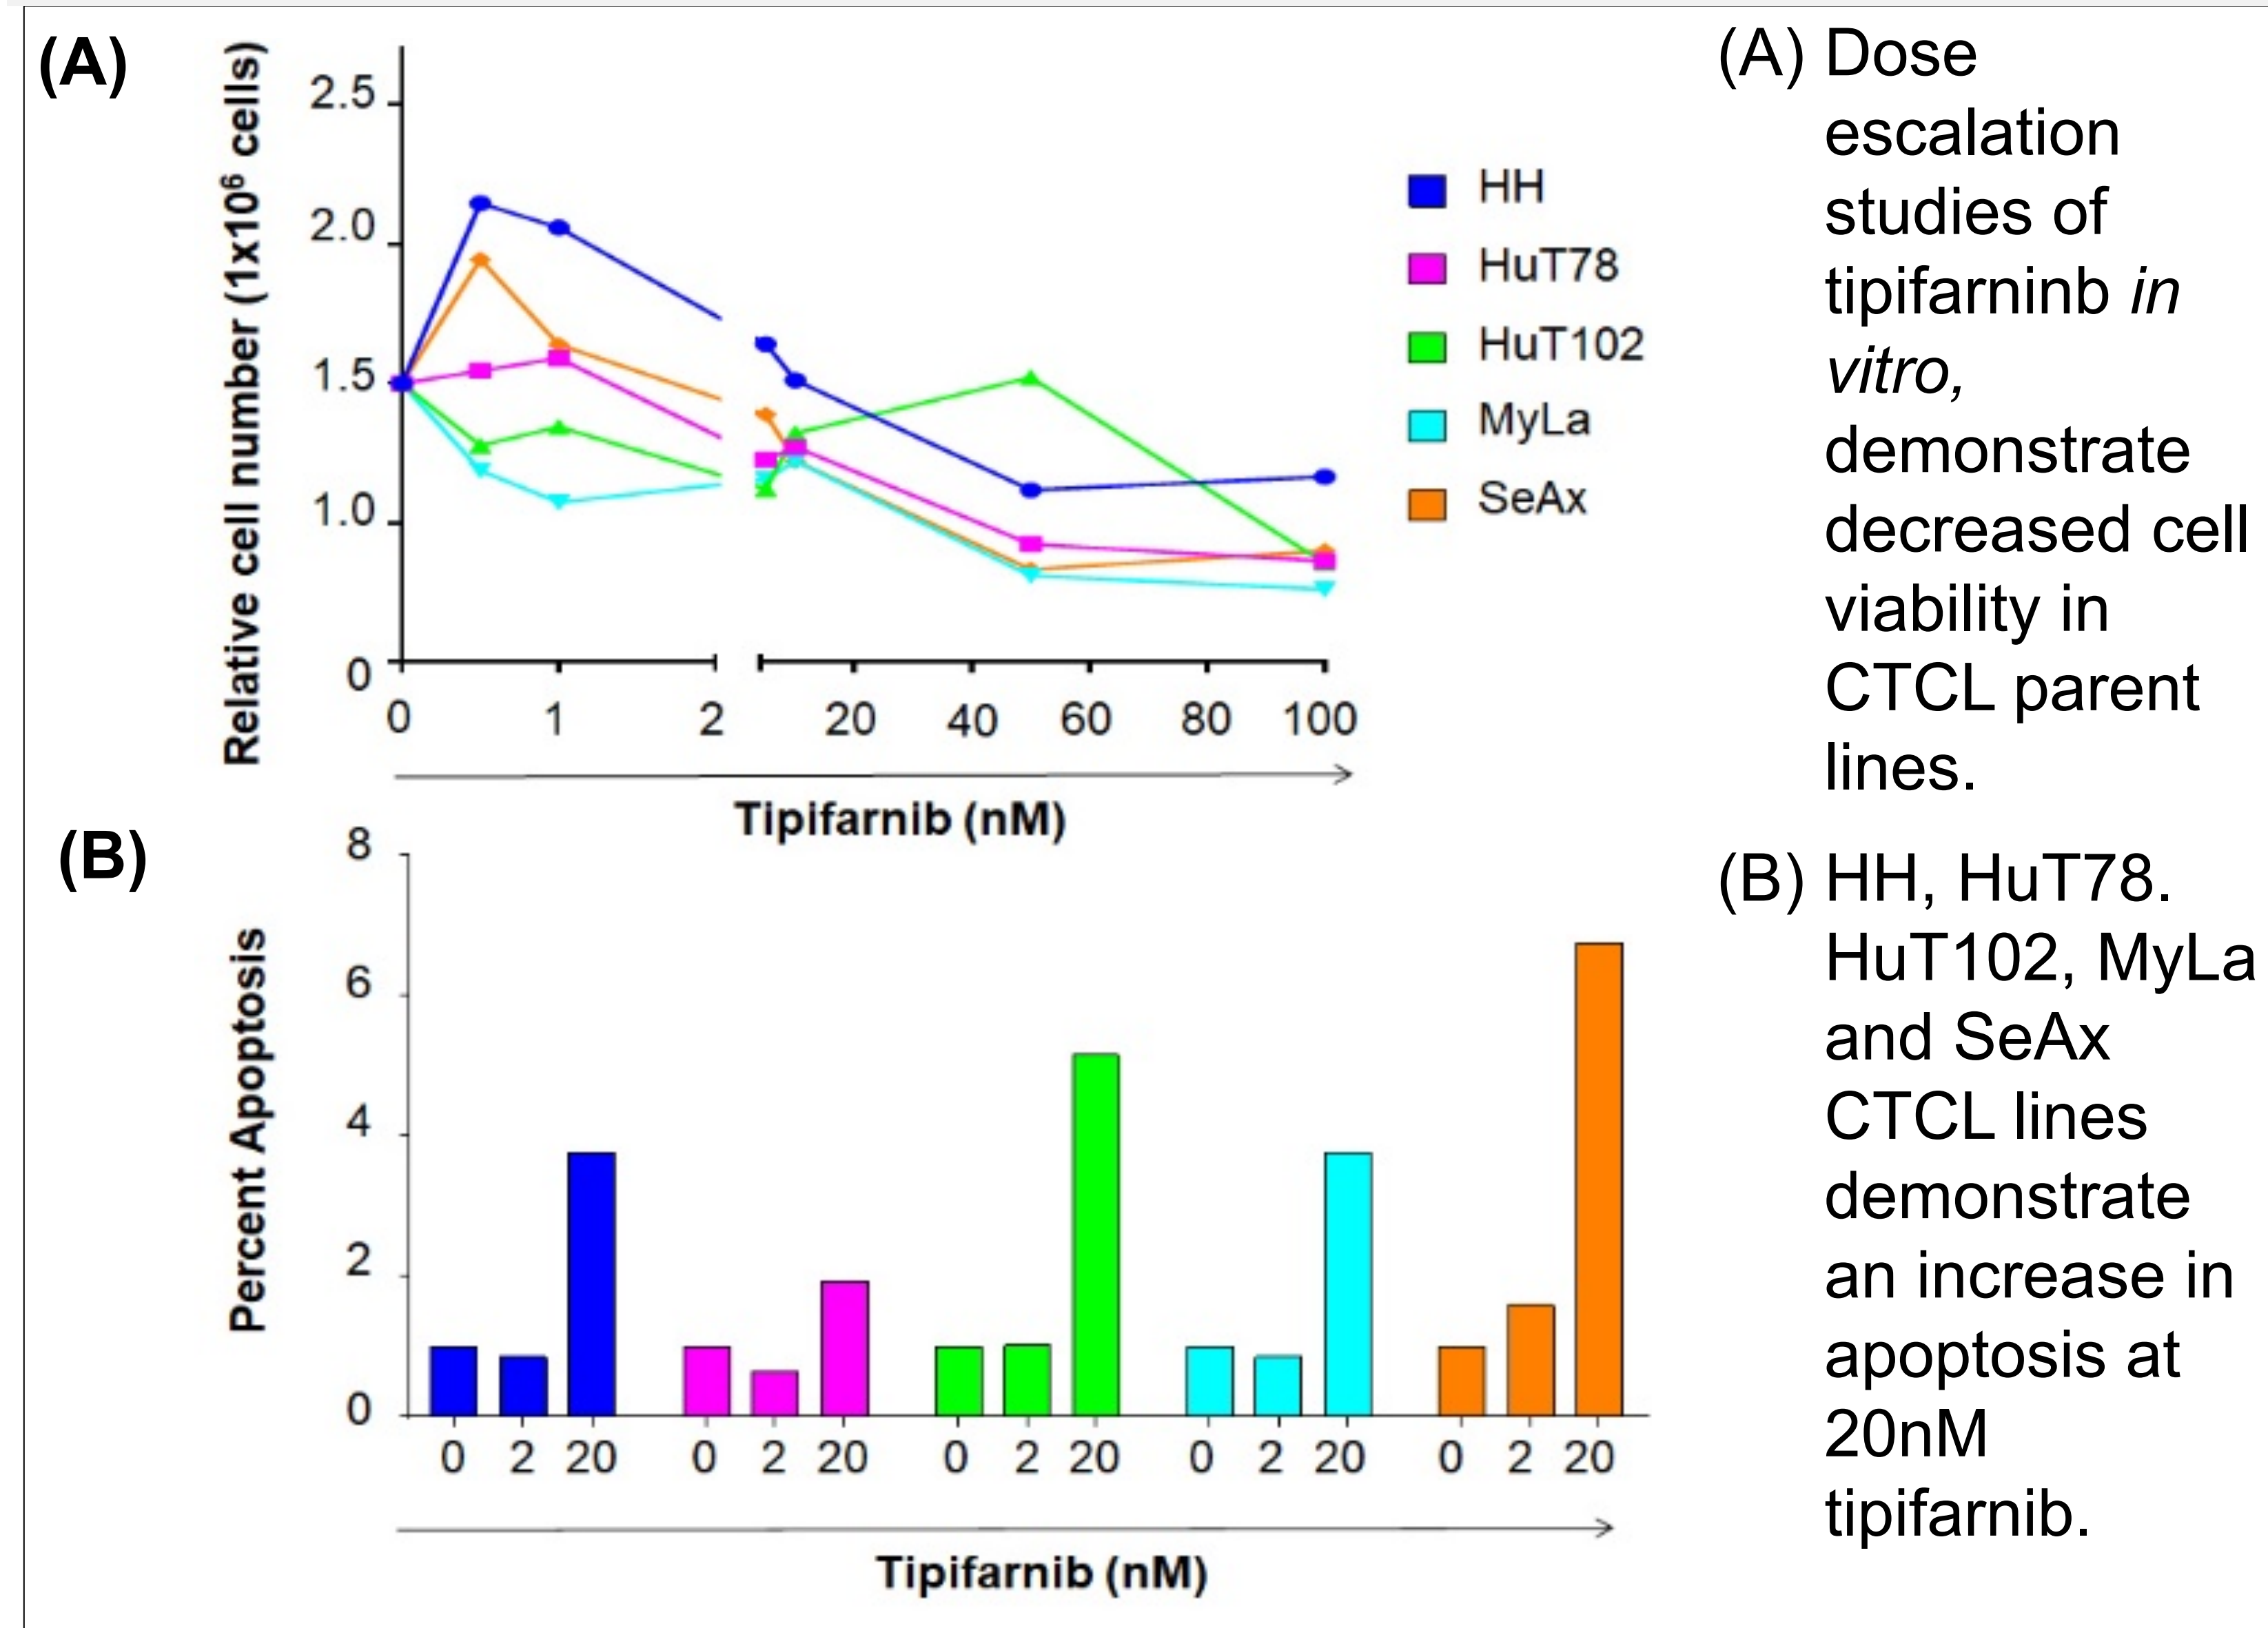 (A)
Relative cell number (1x10⁶ cells)
2.5
2.0
1.5
1.0
0
0 1 2 20 40 60 80 100
Tipifarnib (nM)
HH
HuT78
HuT102
MyLa
SeAx
(A) Dose
escalation
studies of
tipifarninb in
vitro,
demonstrate
decreased cell
viability in
CTCL parent
lines.
(B)
Percent Apoptosis
8
6
4
2
0
0 2 20 0 2 20 0 2 20 0 2 20 0 2 20
Tipifarnib (nM)
(B) HH, HuT78.
HuT102, MyLa
and SeAx
CTCL lines
demonstrate
an increase in
apoptosis at
20nM
tipifarnib.